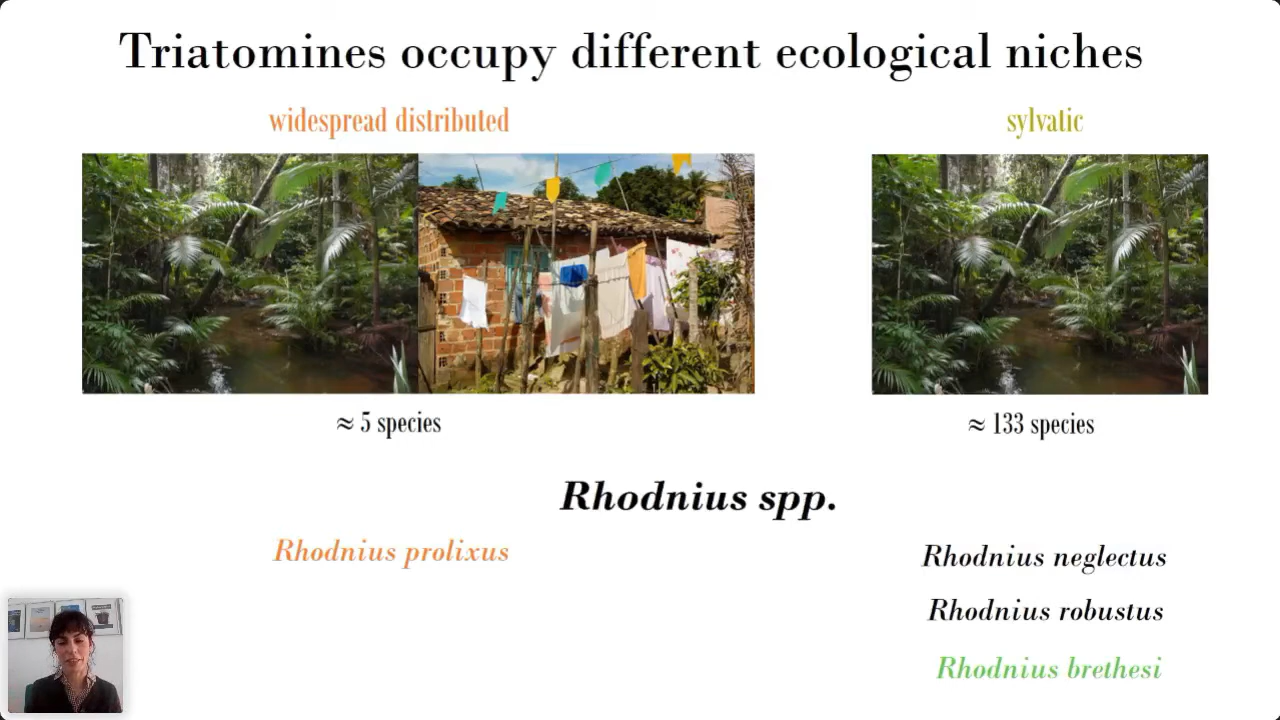 Triatomines occupy different ecological niches
widespread distributed
sylvatic
≈ 5 species
≈ 133 species
Rhodnius spp.
Rhodnius prolixus
Rhodnius neglectus
Rhodnius robustus
Rhodnius brethesi